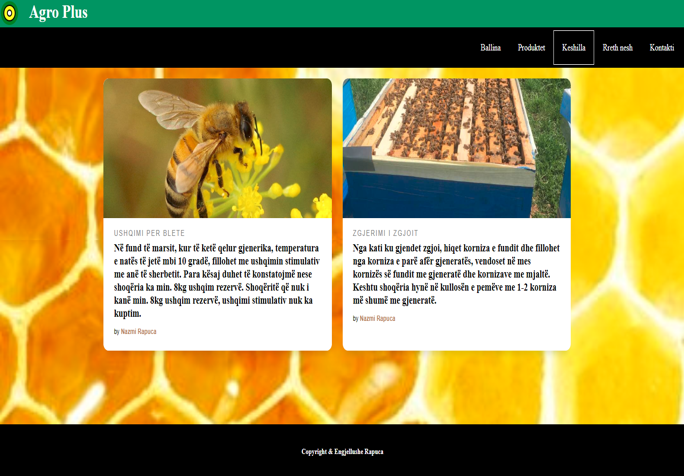 Agro Plus
Ballina Produktet Keshilla Rreth nesh Kontakti
USHQIMI PER BLETE
Në fund të marsit, kur të ketë qelur gjenerika, temperatura
e natës të jetë mbi 10 gradë, fillohet me ushqimin stimulativ
me anë të sherbetit. Para kësaj duhet të konstatojmë nese
shoqëria ka min. 8kg ushqim rezervë. Shoqëritë që nuk i
kanë min. 8kg ushqim rezervë, ushqimi stimulativ nuk ka
kuptim.
by Nazmi Rapuca
ZGJERIMI I ZGJOIT
Nga kati ku gjendet zgjoi, hiqet korniza e fundit dhe fillohet
nga korniza e parë afër gjeneratës, vendoset në mes
kornizës së fundit me gjeneratë dhe kornizave me mjaltë.
Keshtu shoqëria hynë në kullosën e pemëve me 1-2 korniza
më shumë me gjeneratë.
by Nazmi Rapuca
Copyright & Engjellushe Rapuca